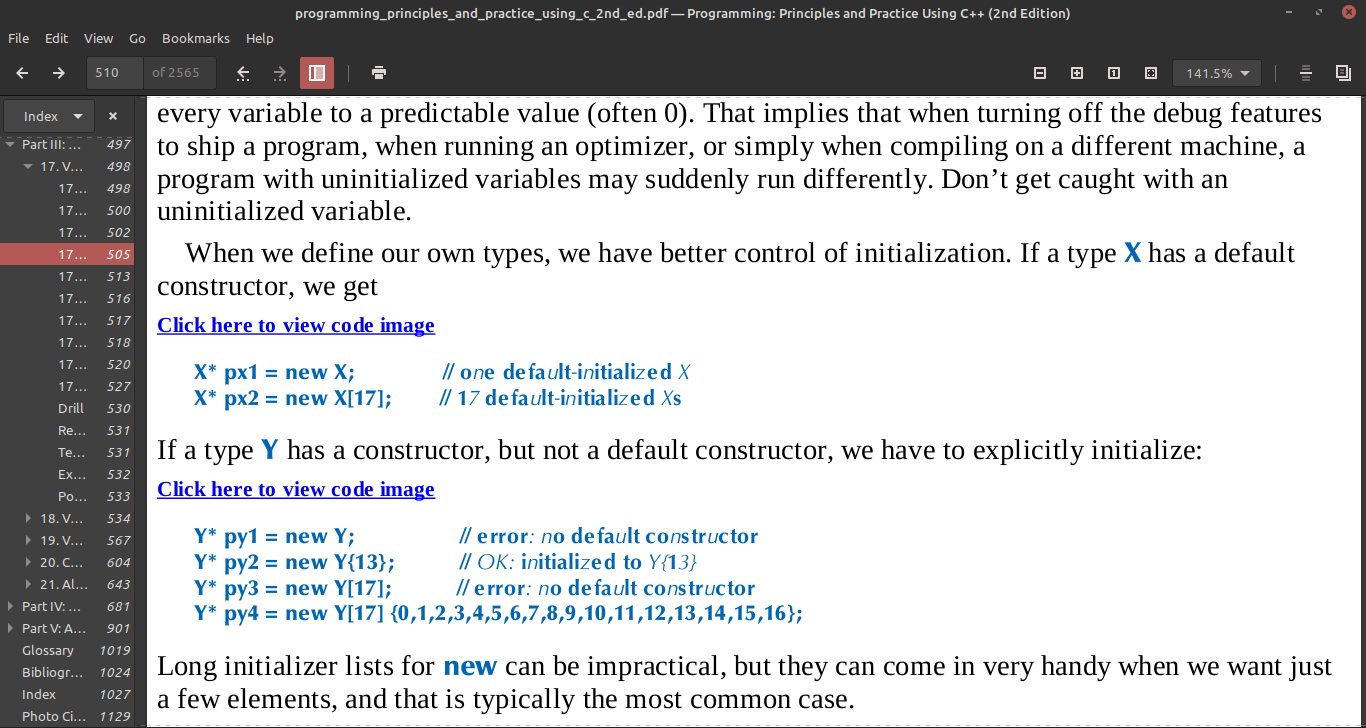 programming_principles_and_practice_using_c_2nd_ed.pdf — Programming: Principles and Practice Using C++ (2nd Edition)
File Edit View Go Bookmarks Help
510 of 2565 141.5%
Index
Part III: ... 497
17. V... 498
17... 498
17... 500
17... 502
17... 505
17... 513
17... 516
17... 517
17... 518
17... 520
17... 527
Drill 530
Re... 531
Te... 531
Ex... 532
Po... 533
18. V... 534
19. V... 567
20. C... 604
21. Al... 643
Part IV: ... 681
Part V: A... 901
Glossary 1019
Bibliogr... 1024
Index 1027
Photo Ci... 1129
every variable to a predictable value (often 0). That implies that when turning off the debug features
to ship a program, when running an optimizer, or simply when compiling on a different machine, a
program with uninitialized variables may suddenly run differently. Don’t get caught with an
uninitialized variable.
When we define our own types, we have better control of initialization. If a type X has a default
constructor, we get
Click here to view code image
X* px1 = new X; // one default-initialized X
X* px2 = new X[17]; // 17 default-initialized Xs
If a type Y has a constructor, but not a default constructor, we have to explicitly initialize:
Click here to view code image
Y* py1 = new Y; // error: no default constructor
Y* py2 = new Y{13}; // OK: initialized to Y{13}
Y* py3 = new Y[17]; // error: no default constructor
Y* py4 = new Y[17] {0,1,2,3,4,5,6,7,8,9,10,11,12,13,14,15,16};
Long initializer lists for new can be impractical, but they can come in very handy when we want just
a few elements, and that is typically the most common case.